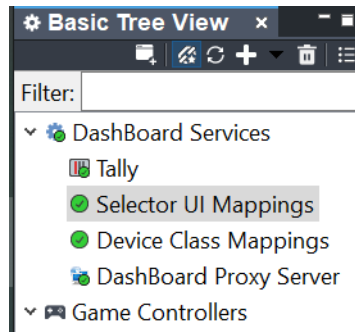 Basic Tree View
Filter:
DashBoard Services
Tally
Selector UI Mappings
Device Class Mappings
DashBoard Proxy Server
Game Controllers